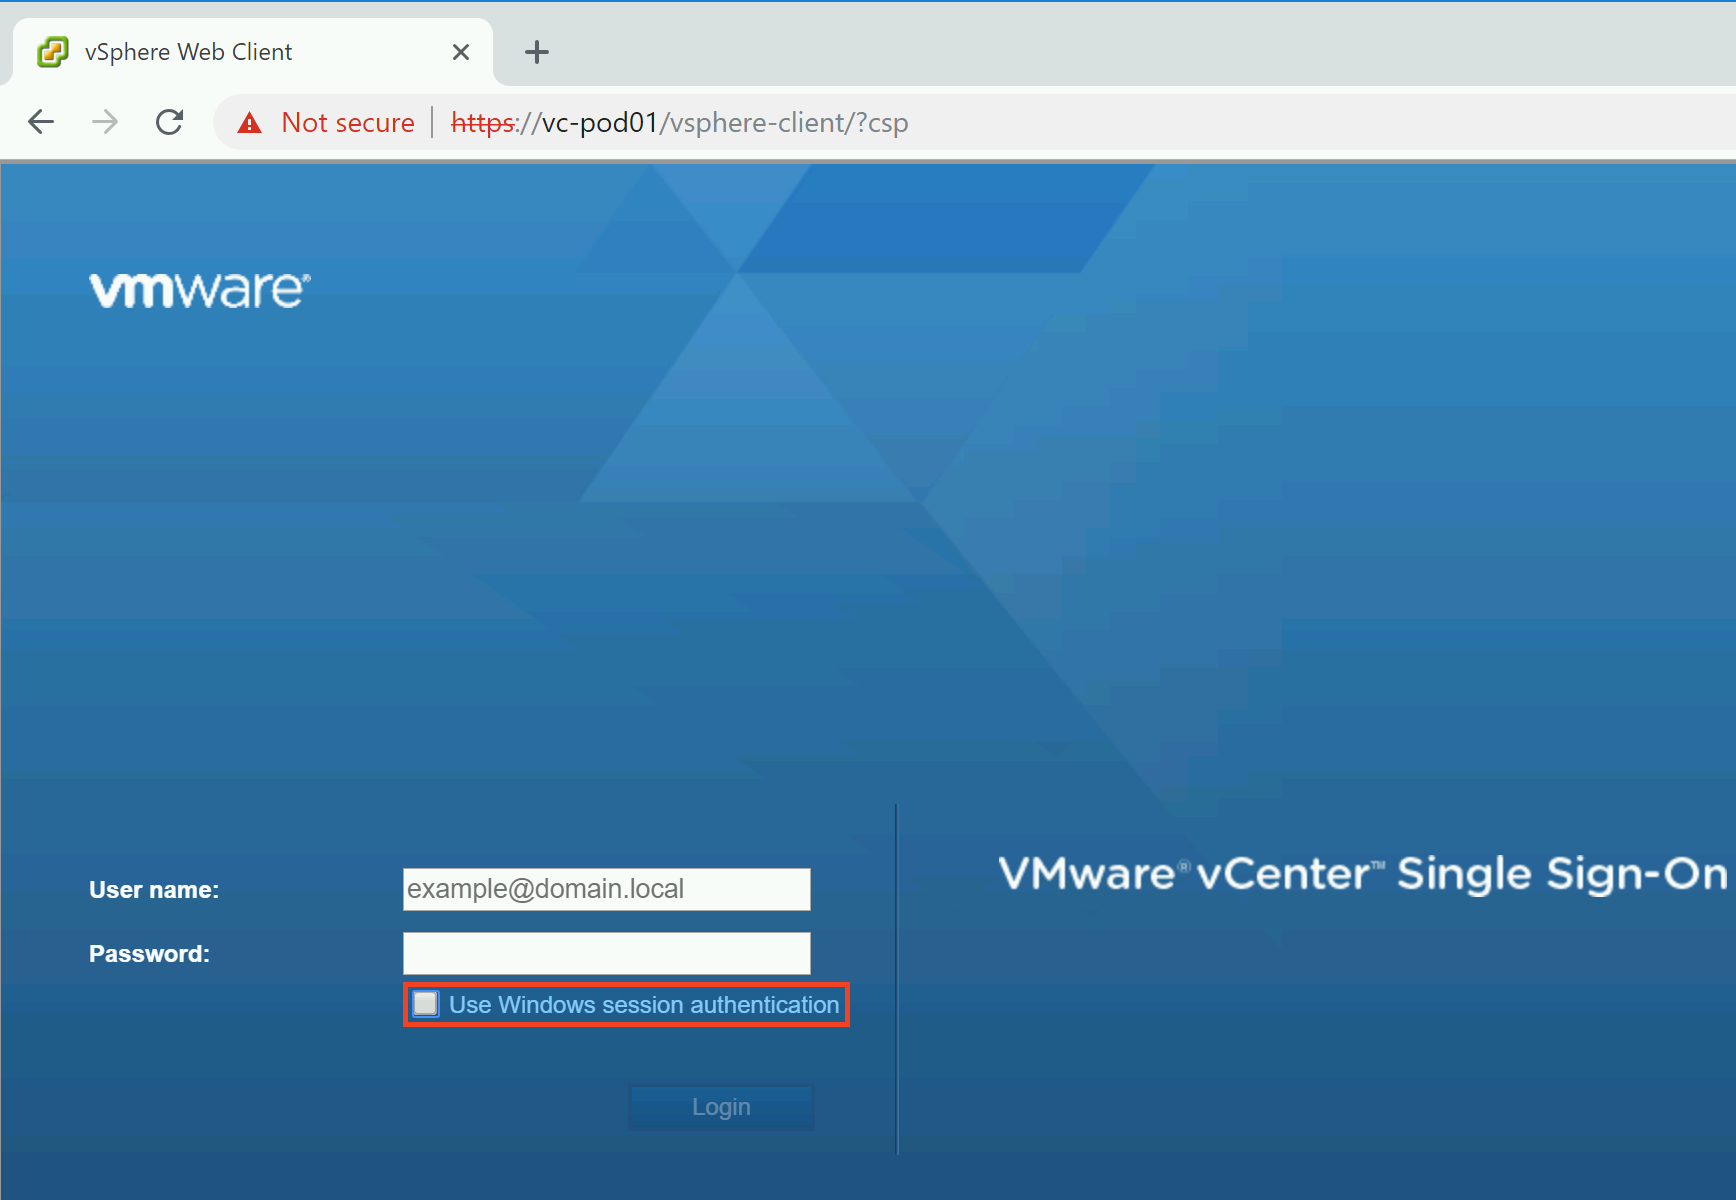 vSphere Web Client
Not secure
https://vc-pod01/vsphere-client/?csp
vmware®
User name:
example@domain.local
VMware® vCenter™ Single Sign-On
Password:
Use Windows session authentication
Login